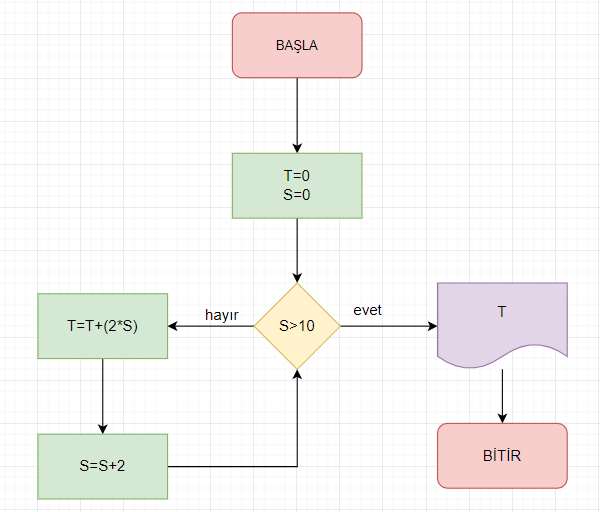 BAŞLA
T=0
S=0
S>10
hayır
evet
T=T+(2*S)
S=S+2
T
BİTİR